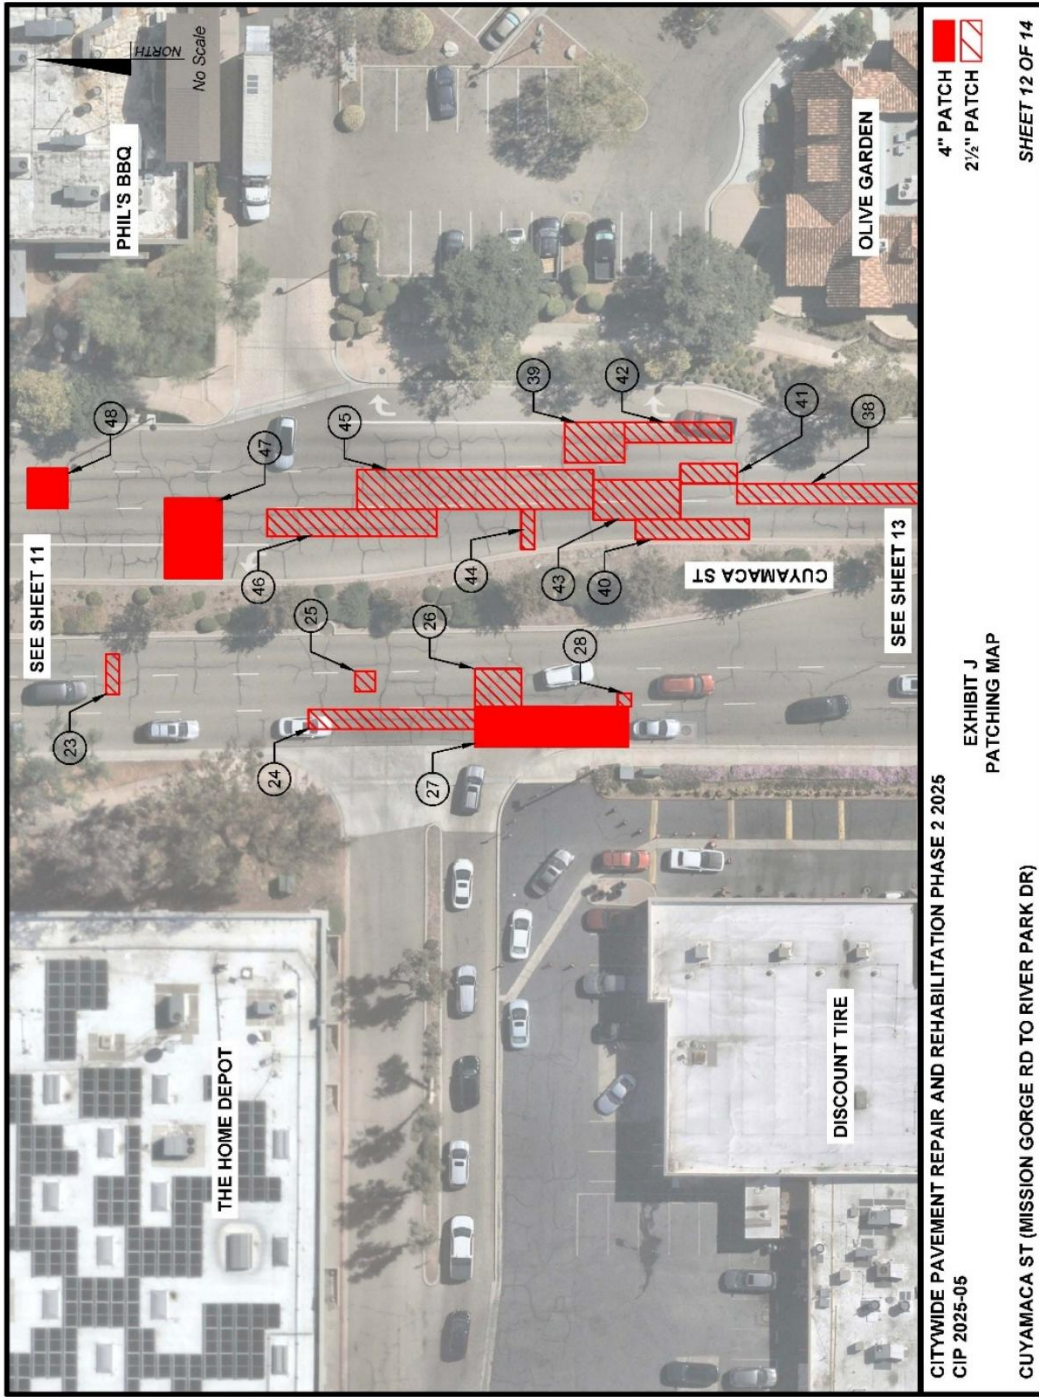 NORTH
No Scale
PHIL'S BBQ
OLIVE GARDEN
SEE SHEET 11
48
47
46
45
44
43
39
42
41
40
38
CUYAMACA ST
SEE SHEET 13
23
24
25
26
27
28
THE HOME DEPOT
DISCOUNT TIRE
CITYWIDE PAVEMENT REPAIR AND REHABILITATION PHASE 2 2025
CIP 2025-05
CUYAMACA ST (MISSION GORGE RD TO RIVER PARK DR)
EXHIBIT J
PATCHING MAP
4" PATCH
2½" PATCH
SHEET 12 OF 14